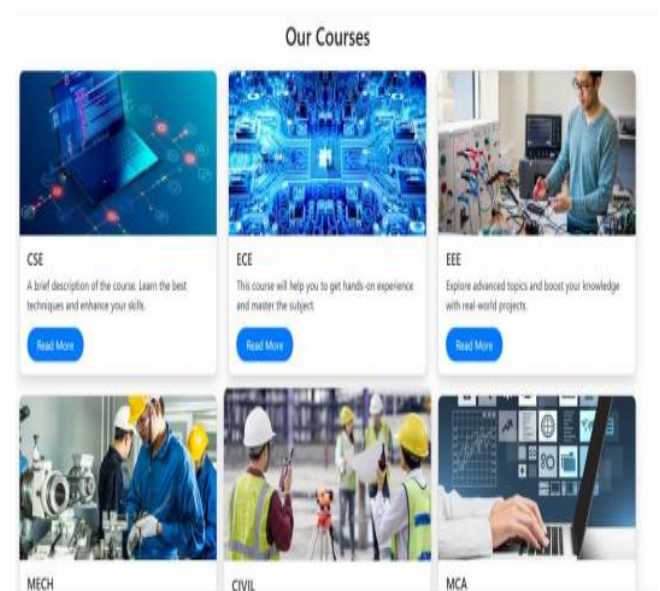 Our Courses
CSE
A brief description of the course. Learn the best
techniques and enhance your skills.
Read More
ECE
This course will help you to get hands-on experience
and master the subject.
Read More
EEE
Explore advanced topics and boost your knowledge
with real-world projects.
Read More
MECH
CIVIL
MCA